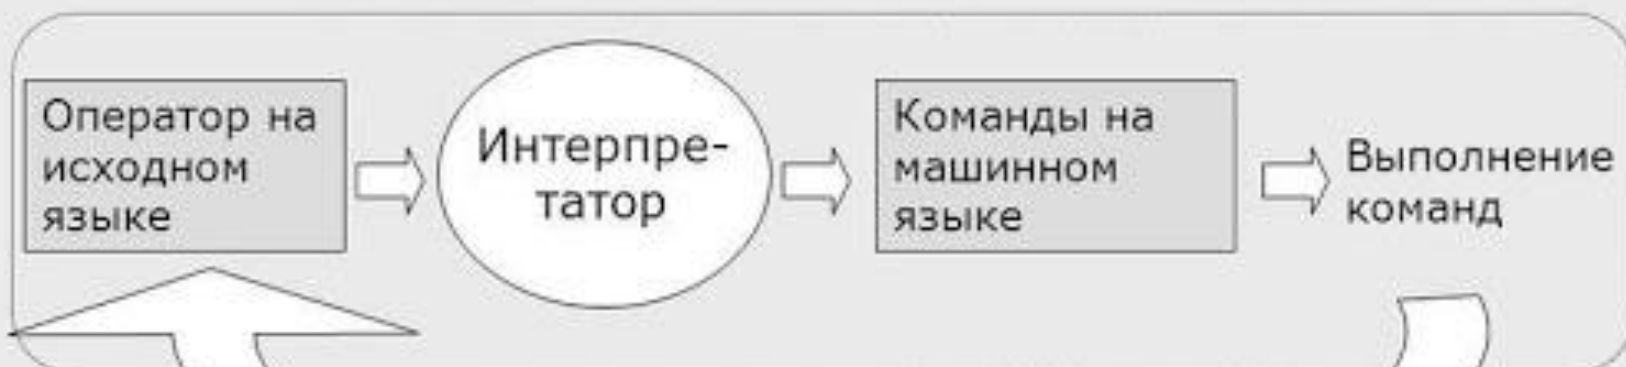 Оператор на
исходном
языке
Интерпре-
татор
Команды на
машинном
языке
Выполнение
команд